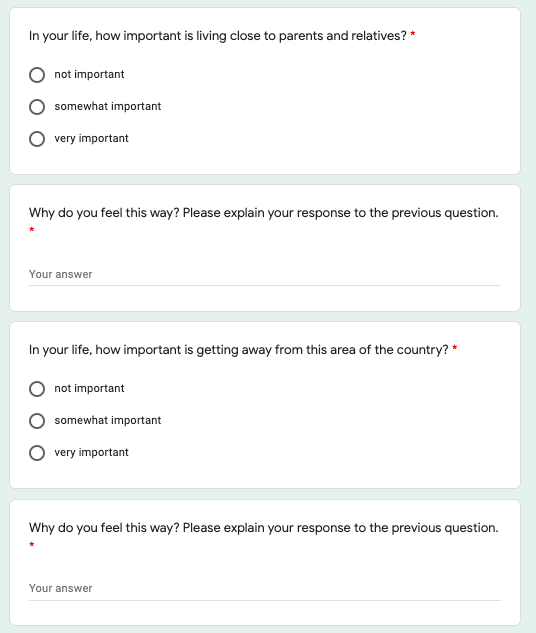 In your life, how important is living close to parents and relatives? *
not important
somewhat important
very important
Why do you feel this way? Please explain your response to the previous question.
*
Your answer
In your life, how important is getting away from this area of the country? *
not important
somewhat important
very important
Why do you feel this way? Please explain your response to the previous question.
*
Your answer